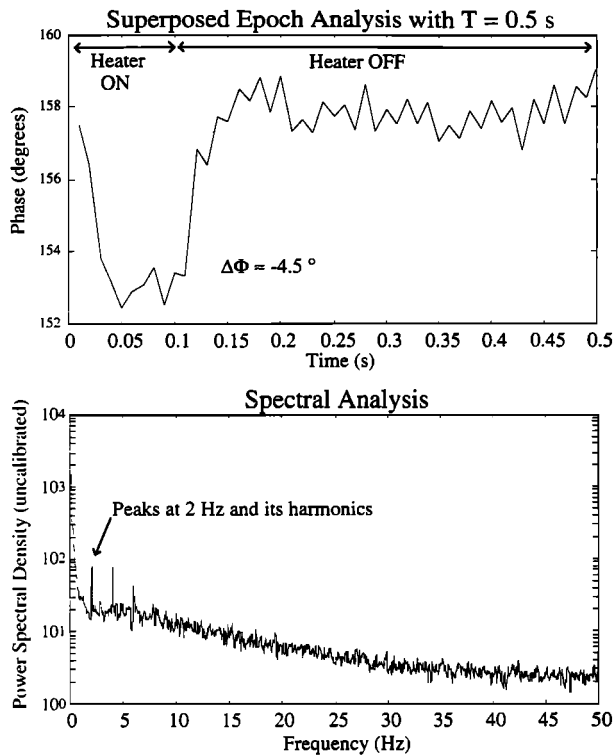 Superposed Epoch Analysis with T = 0.5 s
160
158
156
154
152
Phase (degrees)
Heater
ON
Heater OFF
ΔΦ = -4.5 °
0 0.05 0.1 0.15 0.2 0.25 0.3 0.35 0.4 0.45 0.5
Time (s)
Spectral Analysis
104
103
102
101
100
Power Spectral Density (uncalibrated)
Peaks at 2 Hz and its harmonics
0 5 10 15 20 25 30 35 40 45 50
Frequency (Hz)